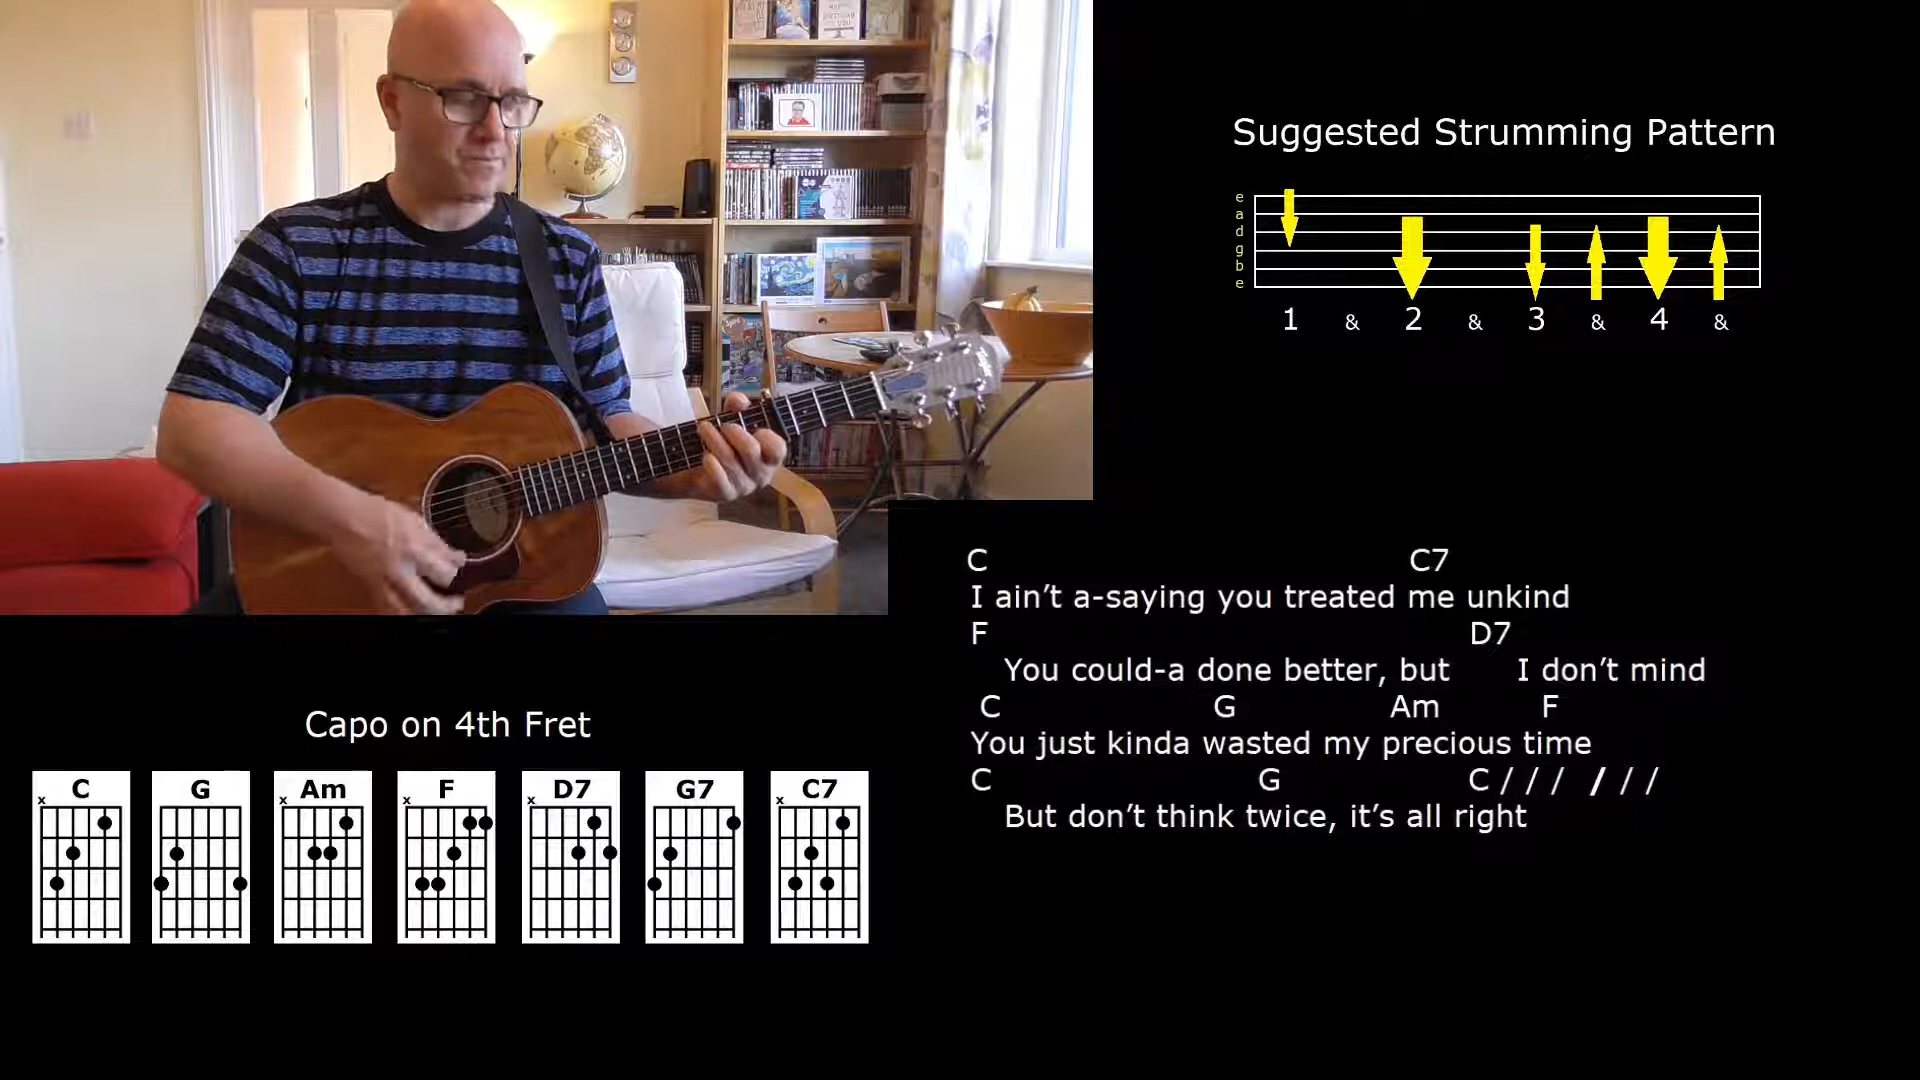 Suggested Strumming Pattern
e
a
d
g
b
e
1 & 2 & 3 & 4 &
C C7
I ain’t a-saying you treated me unkind
F D7
You could-a done better, but I don’t mind
C G Am F
You just kinda wasted my precious time
C G C / / / / / /
But don’t think twice, it’s all right
Capo on 4th Fret
C G Am F D7 G7 C7
x x x x x